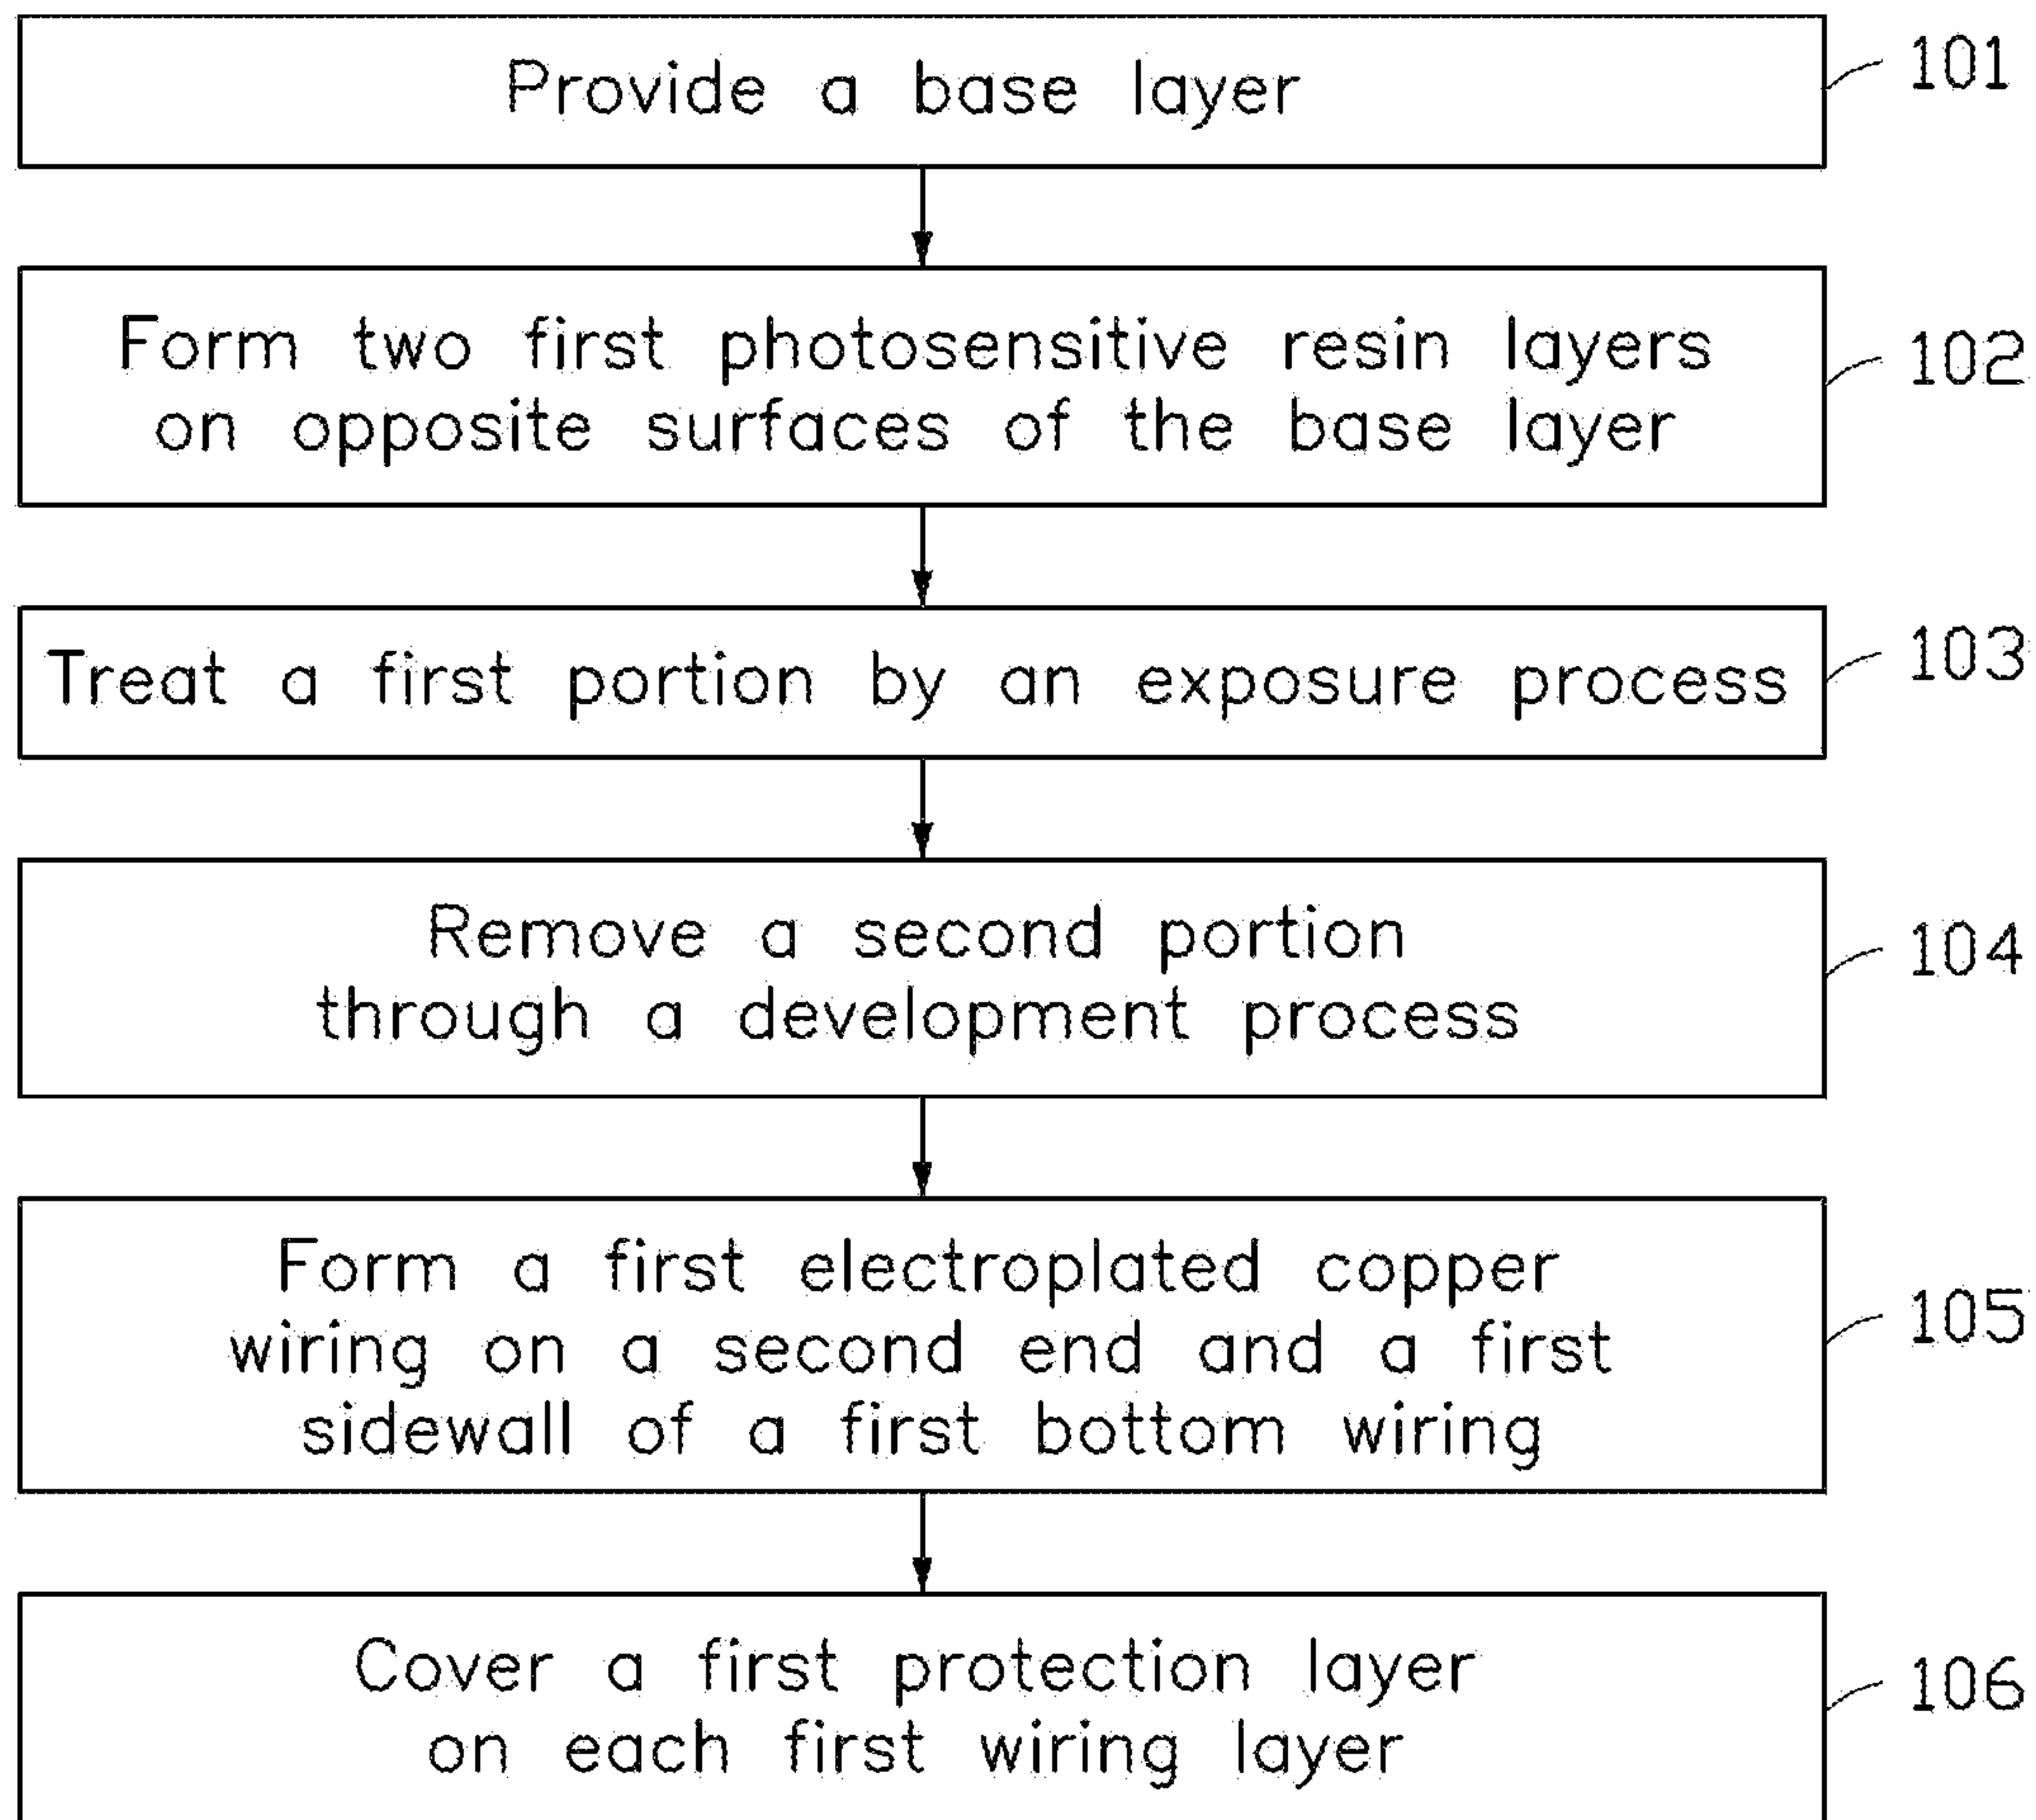 Provide a base layer
101
Form two first photosensitive resin layers
on opposite surfaces of the base layer
102
Treat a first portion by an exposure process
103
Remove a second portion
through a development process
104
Form a first electroplated copper
wiring on a second end and a first
sidewall of a first bottom wiring
105
Cover a first protection layer
on each first wiring layer
106